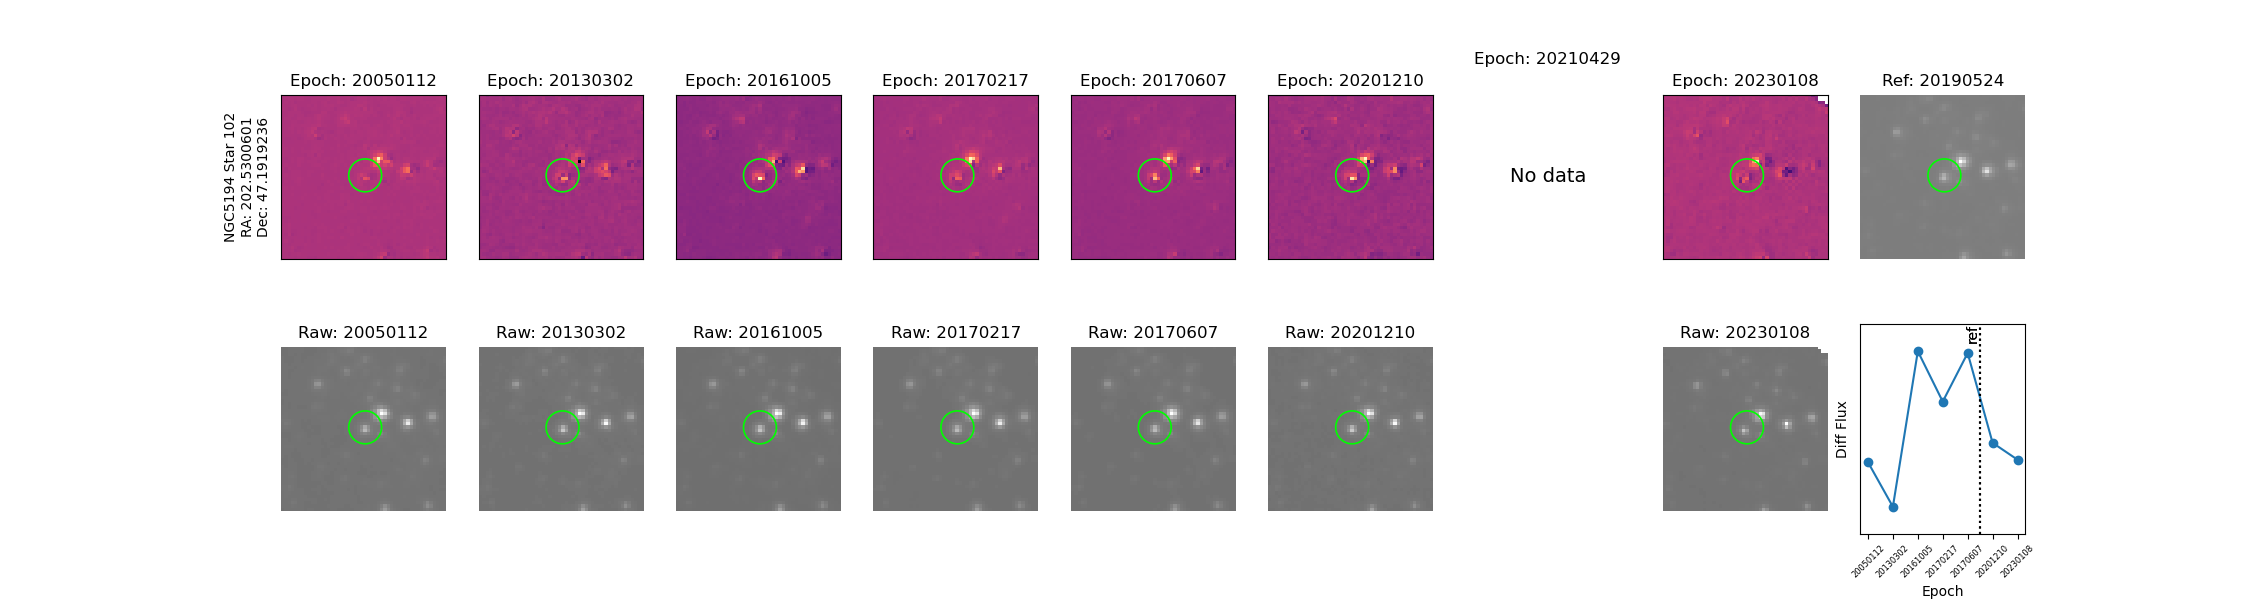 Epoch: 20210429
Epoch: 20050112
Epoch: 20130302
Epoch: 20161005
Epoch: 20170217
Epoch: 20170607
Epoch: 20201210
Epoch: 20230108
Ref: 20190524
NGC5194 Star 102
RA: 202.5300601
Dec: 47.1919236
No data
Raw: 20050112
Raw: 20130302
Raw: 20161005
Raw: 20170217
Raw: 20170607
Raw: 20201210
Raw: 20230108
ref
Diff Flux
20050112
20130302
20161005
20170217
20170607
20201210
20230108
Epoch